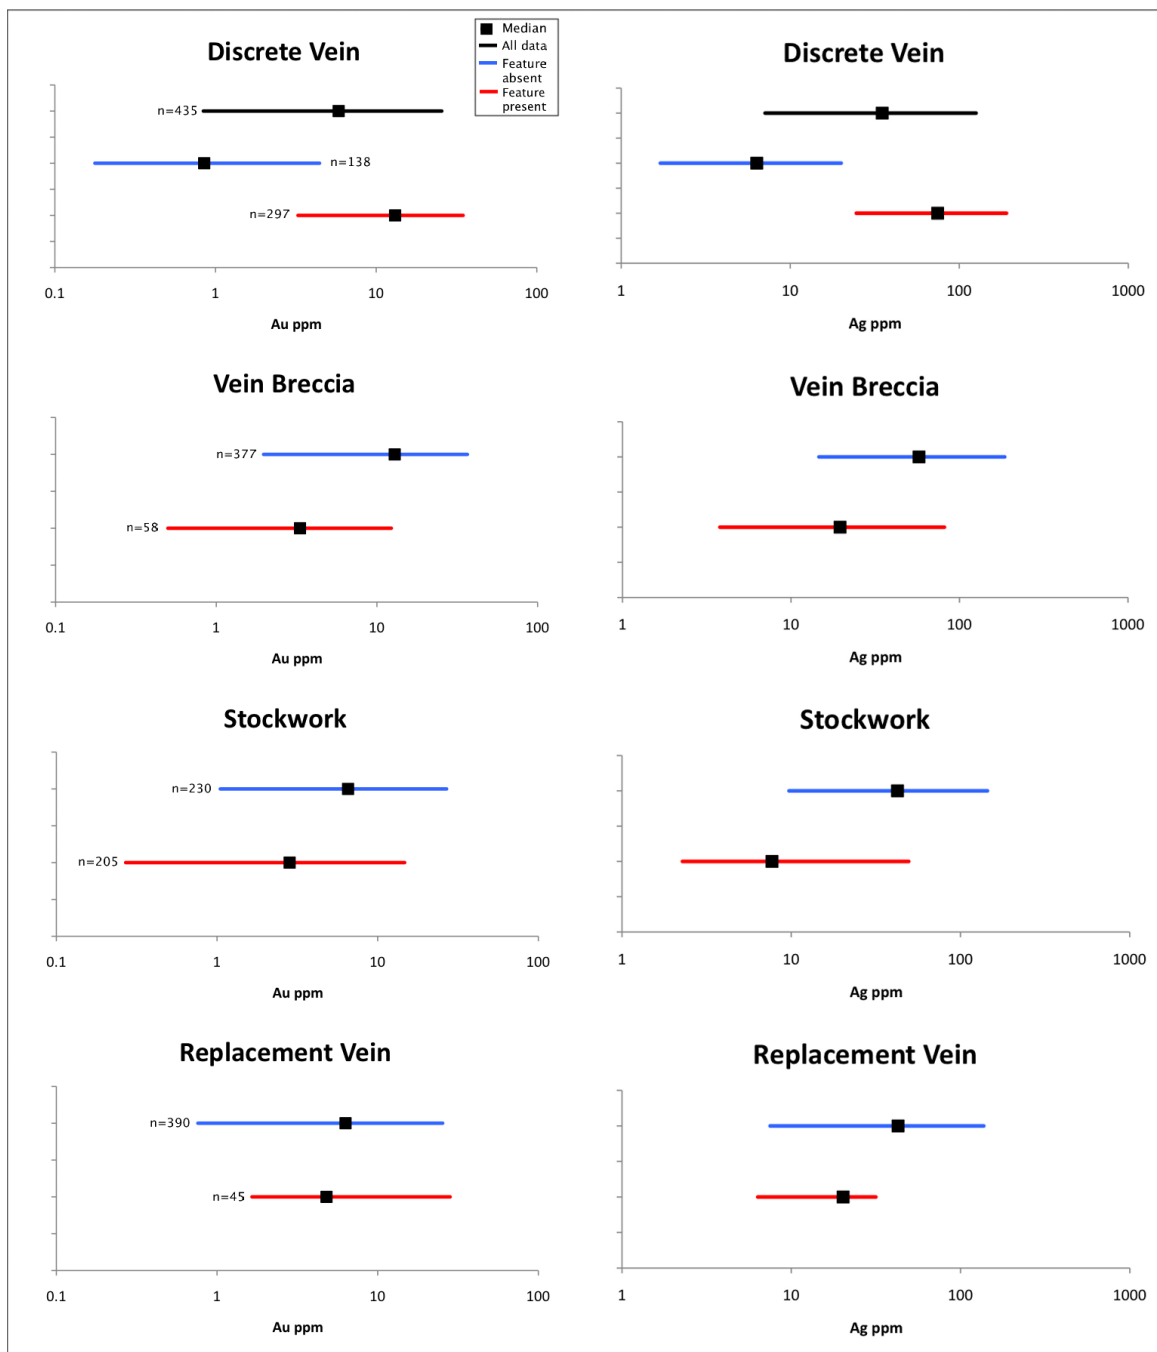 Median
All data
Feature
absent
Feature
present
Discrete Vein
n=435
n=138
n=297
0.1 1 10 100
Au ppm
Discrete Vein
1 10 100 1000
Ag ppm
Vein Breccia
n=377
n=58
0.1 1 10 100
Au ppm
Vein Breccia
1 10 100 1000
Ag ppm
Stockwork
n=230
n=205
0.1 1 10 100
Au ppm
Stockwork
1 10 100 1000
Ag ppm
Replacement Vein
n=390
n=45
0.1 1 10 100
Au ppm
Replacement Vein
1 10 100 1000
Ag ppm